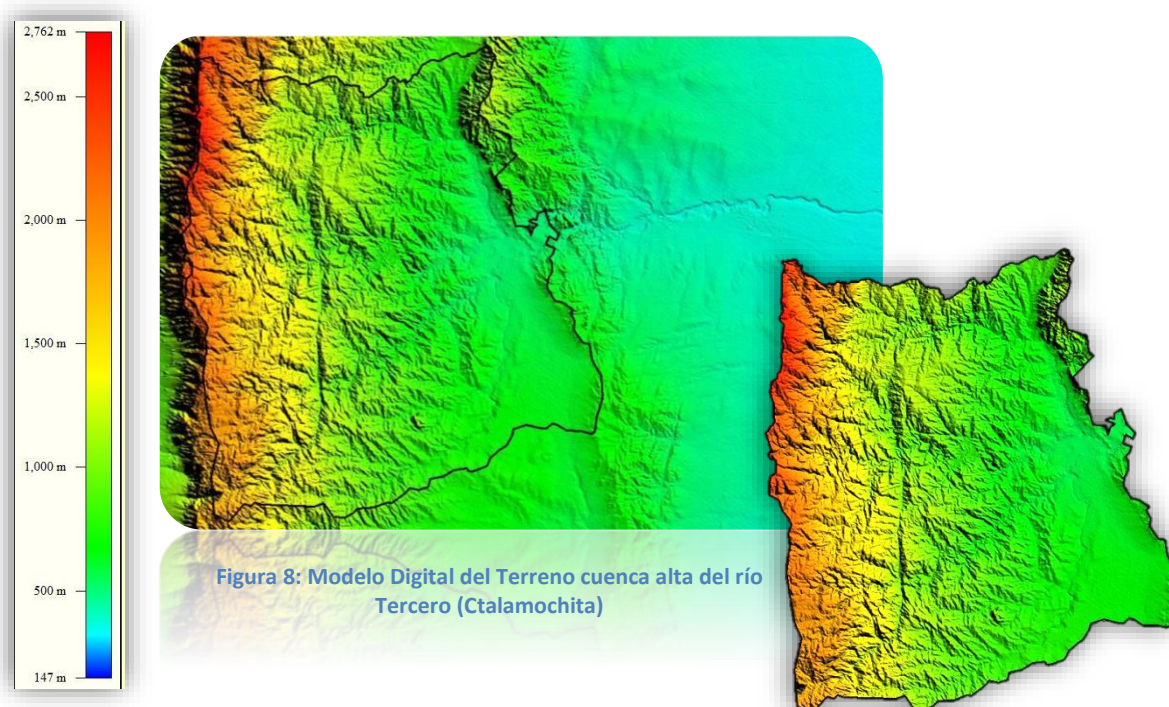 2,762 m
2,500 m
2,000 m
1,500 m
1,000 m
500 m
147 m
Figura 8: Modelo Digital del Terreno cuenca alta del río
Tercero (Ctalamochita)